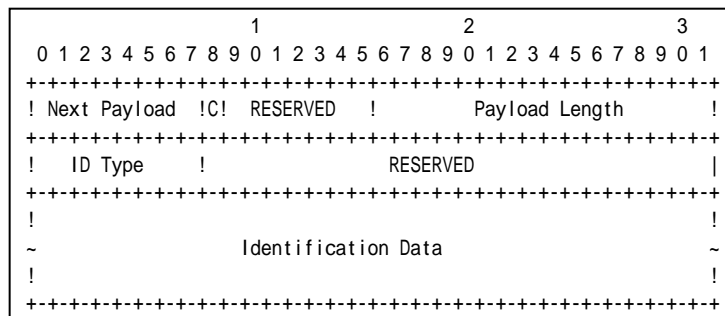 1                   2                   3
 0 1 2 3 4 5 6 7 8 9 0 1 2 3 4 5 6 7 8 9 0 1 2 3 4 5 6 7 8 9 0 1
+-+-+-+-+-+-+-+-+-+-+-+-+-+-+-+-+-+-+-+-+-+-+-+-+-+-+-+-+-+-+-+-+
! Next Payload  !C!  RESERVED   !         Payload Length        !
+-+-+-+-+-+-+-+-+-+-+-+-+-+-+-+-+-+-+-+-+-+-+-+-+-+-+-+-+-+-+-+-+
!   ID Type     !                 RESERVED                      |
+-+-+-+-+-+-+-+-+-+-+-+-+-+-+-+-+-+-+-+-+-+-+-+-+-+-+-+-+-+-+-+-+
!                                                               !
~                   Identification Data                         ~
!                                                               !
+-+-+-+-+-+-+-+-+-+-+-+-+-+-+-+-+-+-+-+-+-+-+-+-+-+-+-+-+-+-+-+-+